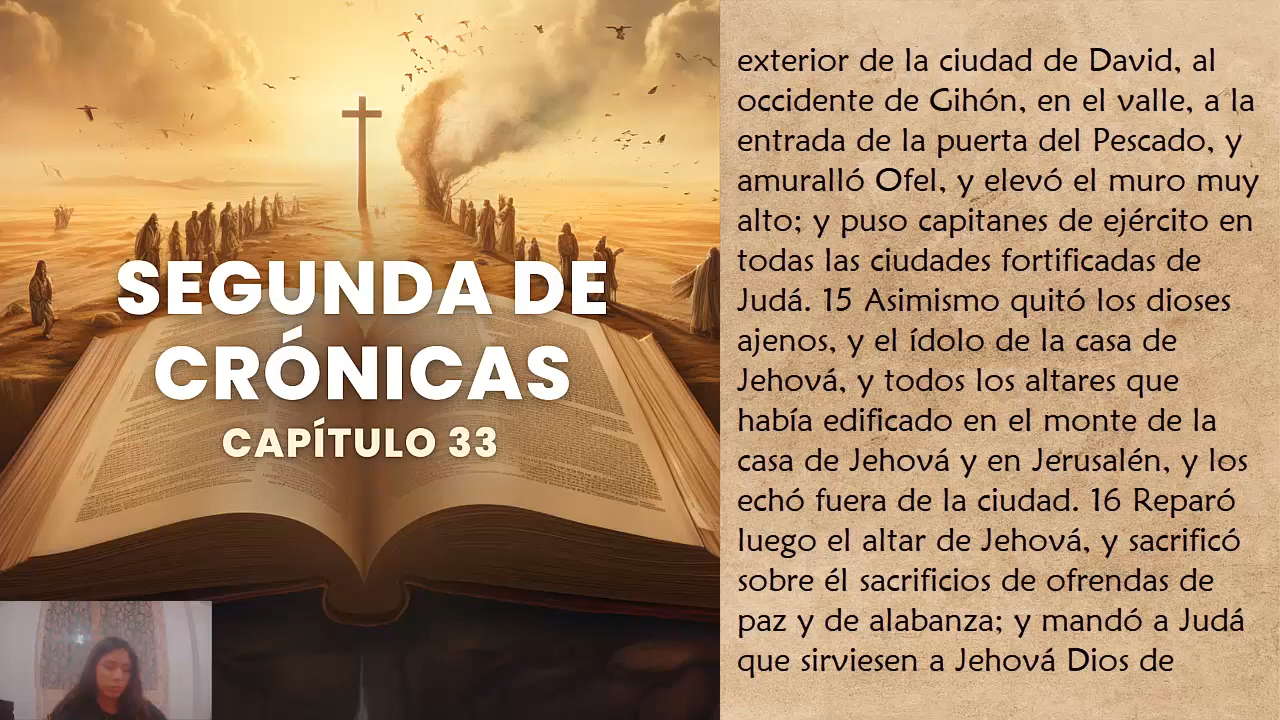 SEGUNDA DE
CRÓNICAS
CAPÍTULO 33
exterior de la ciudad de David, al
occidente de Gihón, en el valle, a la
entrada de la puerta del Pescado, y
amuralló Ofel, y elevó el muro muy
alto; y puso capitanes de ejército en
todas las ciudades fortificadas de
Judá. 15 Asimismo quitó los dioses
ajenos, y el ídolo de la casa de
Jehová, y todos los altares que
había edificado en el monte de la
casa de Jehová y en Jerusalén, y los
echó fuera de la ciudad. 16 Reparó
luego el altar de Jehová, y sacrificó
sobre él sacrificios de ofrendas de
paz y de alabanza; y mandó a Judá
que sirviesen a Jehová Dios de